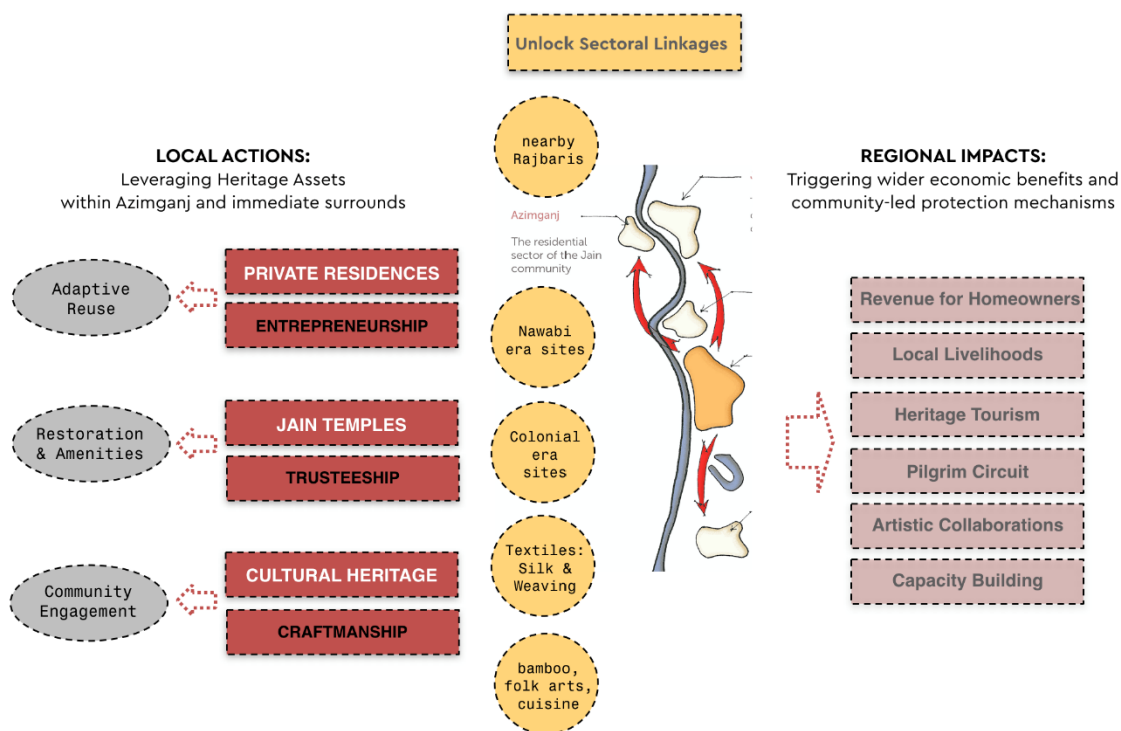 Unlock Sectoral Linkages
LOCAL ACTIONS:
Leveraging Heritage Assets
within Azimganj and immediate surrounds
Adaptive
Reuse
PRIVATE RESIDENCES
ENTREPRENEURSHIP
Restoration
& Amenities
JAIN TEMPLES
TRUSTEESHIP
Community
Engagement
CULTURAL HERITAGE
CRAFTMANSHIP
nearby
Rajbaris
Nawabi
era sites
Colonial
era
sites
Textiles:
Silk &
Weaving
bamboo,
folk arts,
cuisine
Azimganj
The residential
sector of the Jain
community
REGIONAL IMPACTS:
Triggering wider economic benefits and
community-led protection mechanisms
Revenue for Homeowners
Local Livelihoods
Heritage Tourism
Pilgrim Circuit
Artistic Collaborations
Capacity Building